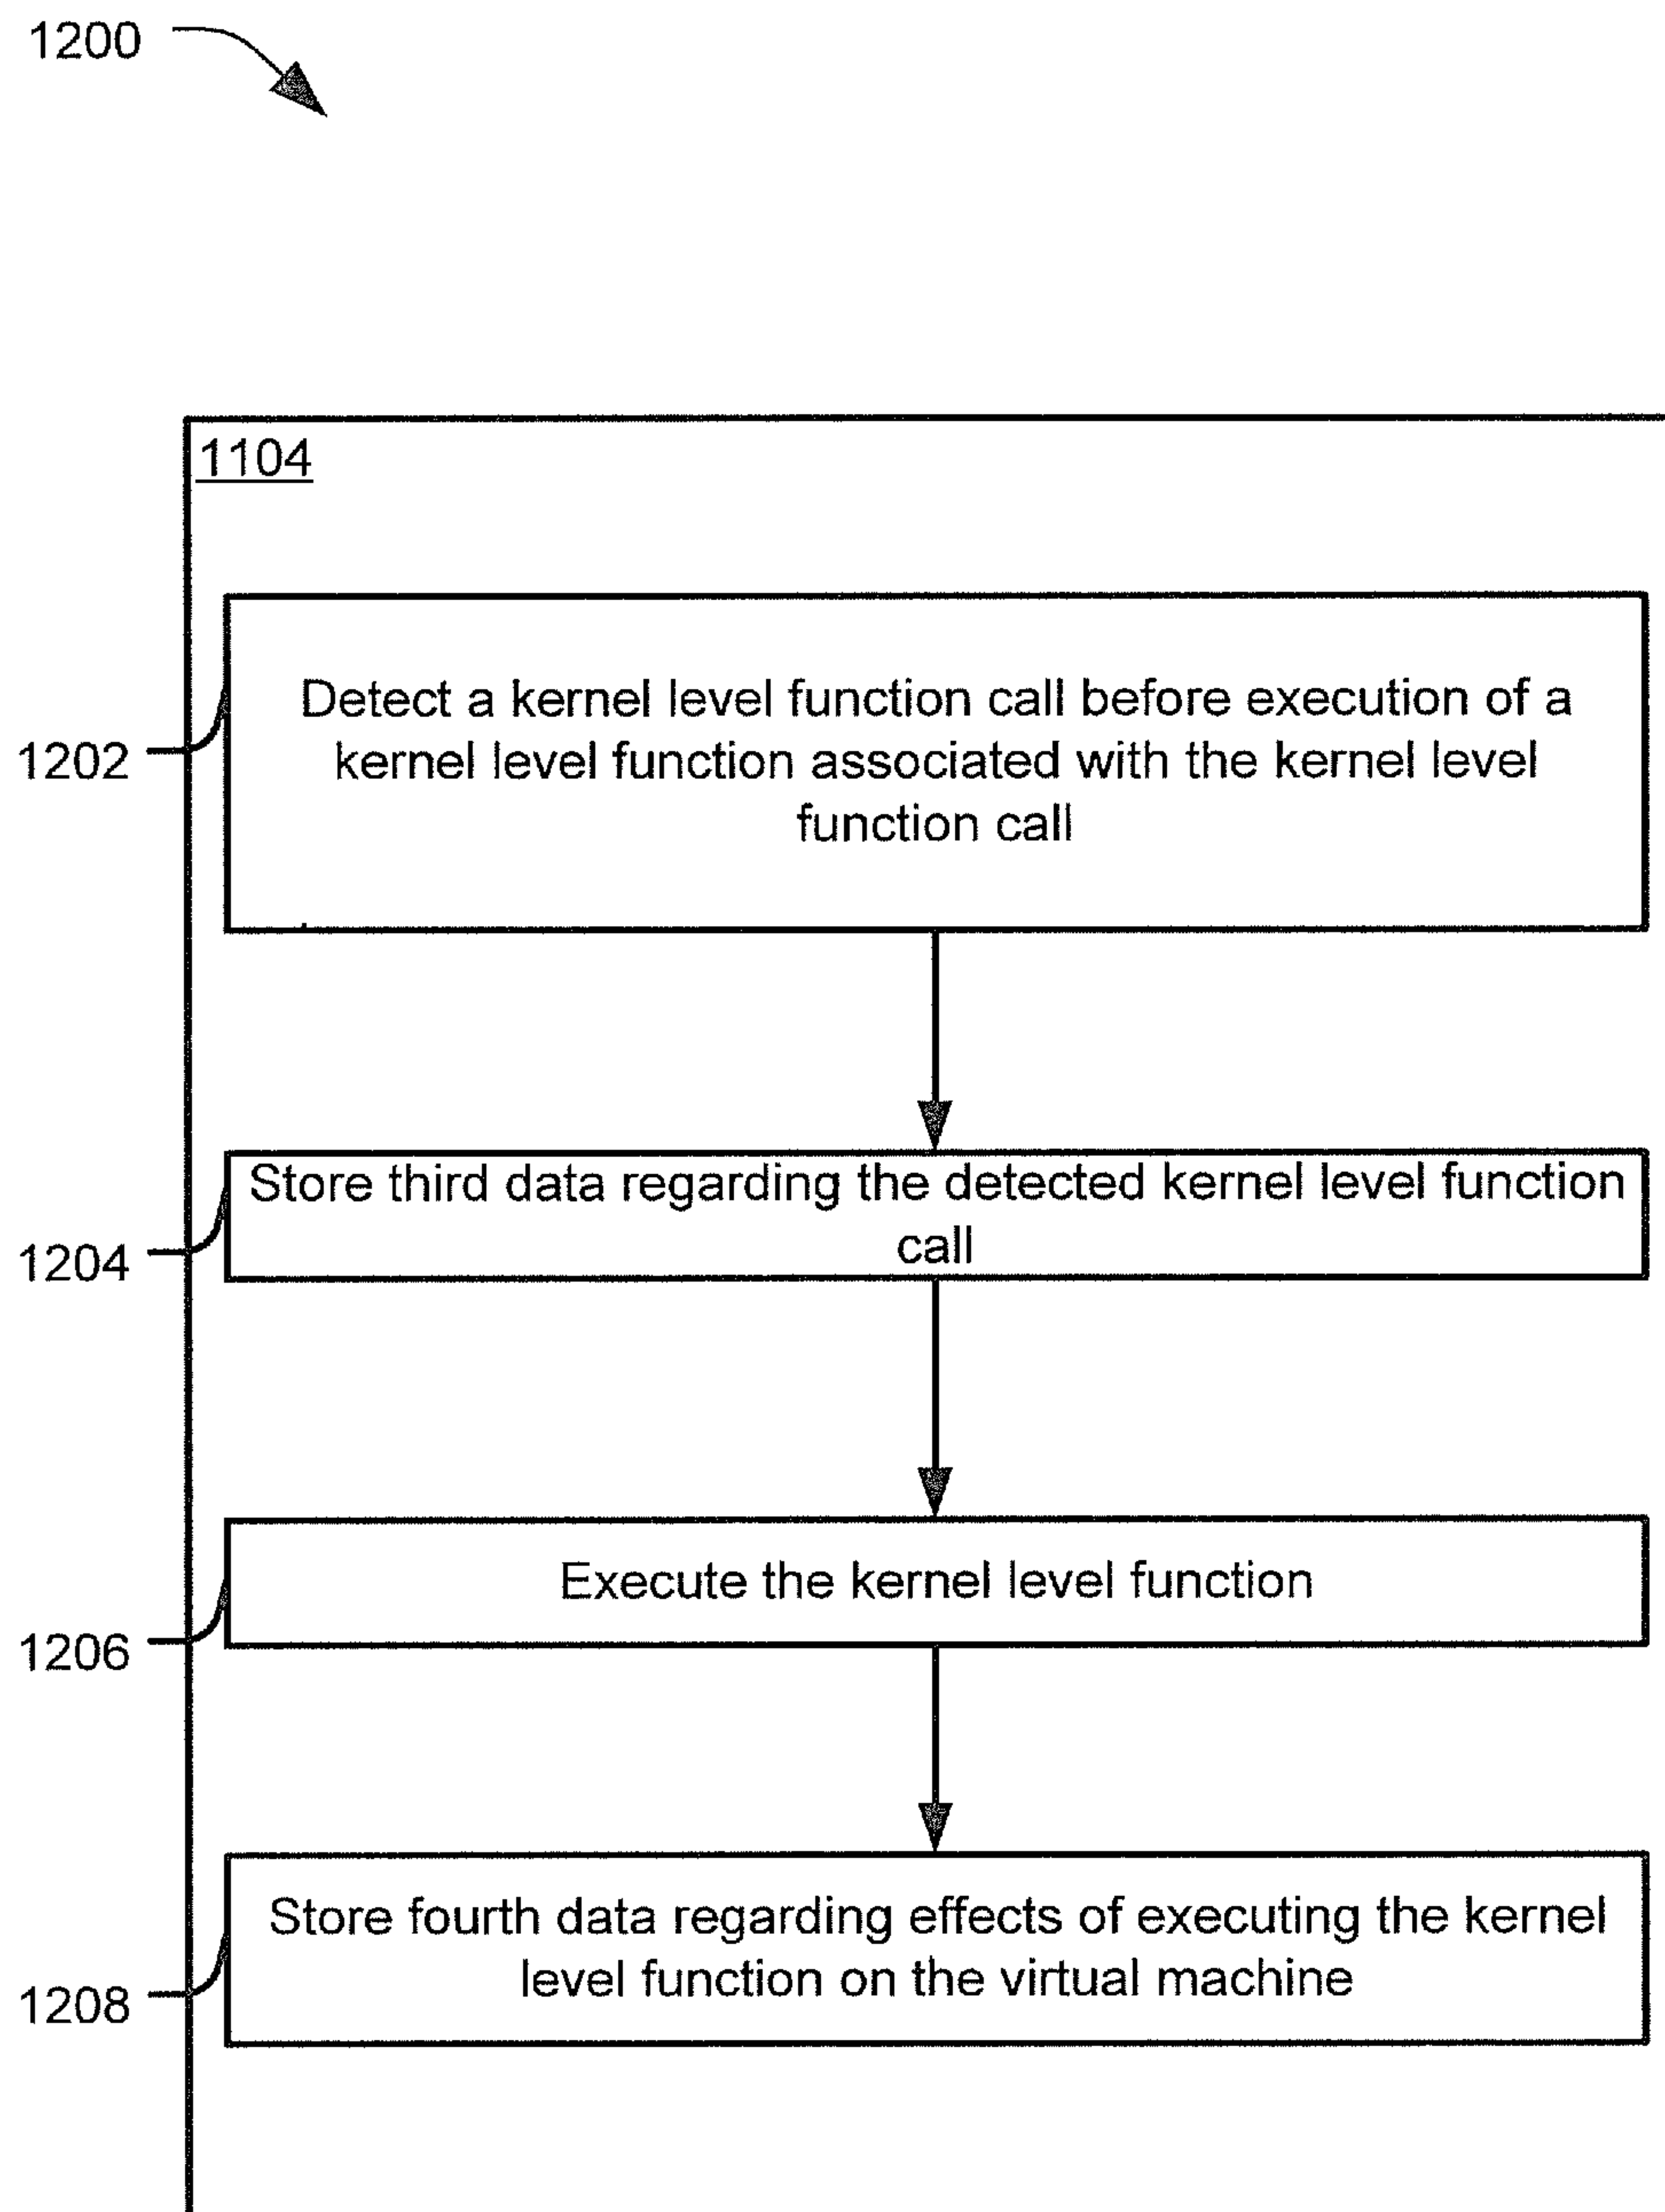 1200
1104
Detect a kernel level function call before execution of a
kernel level function associated with the kernel level
function call
1202
Store third data regarding the detected kernel level function
call
1204
Execute the kernel level function
1206
Store fourth data regarding effects of executing the kernel
level function on the virtual machine
1208